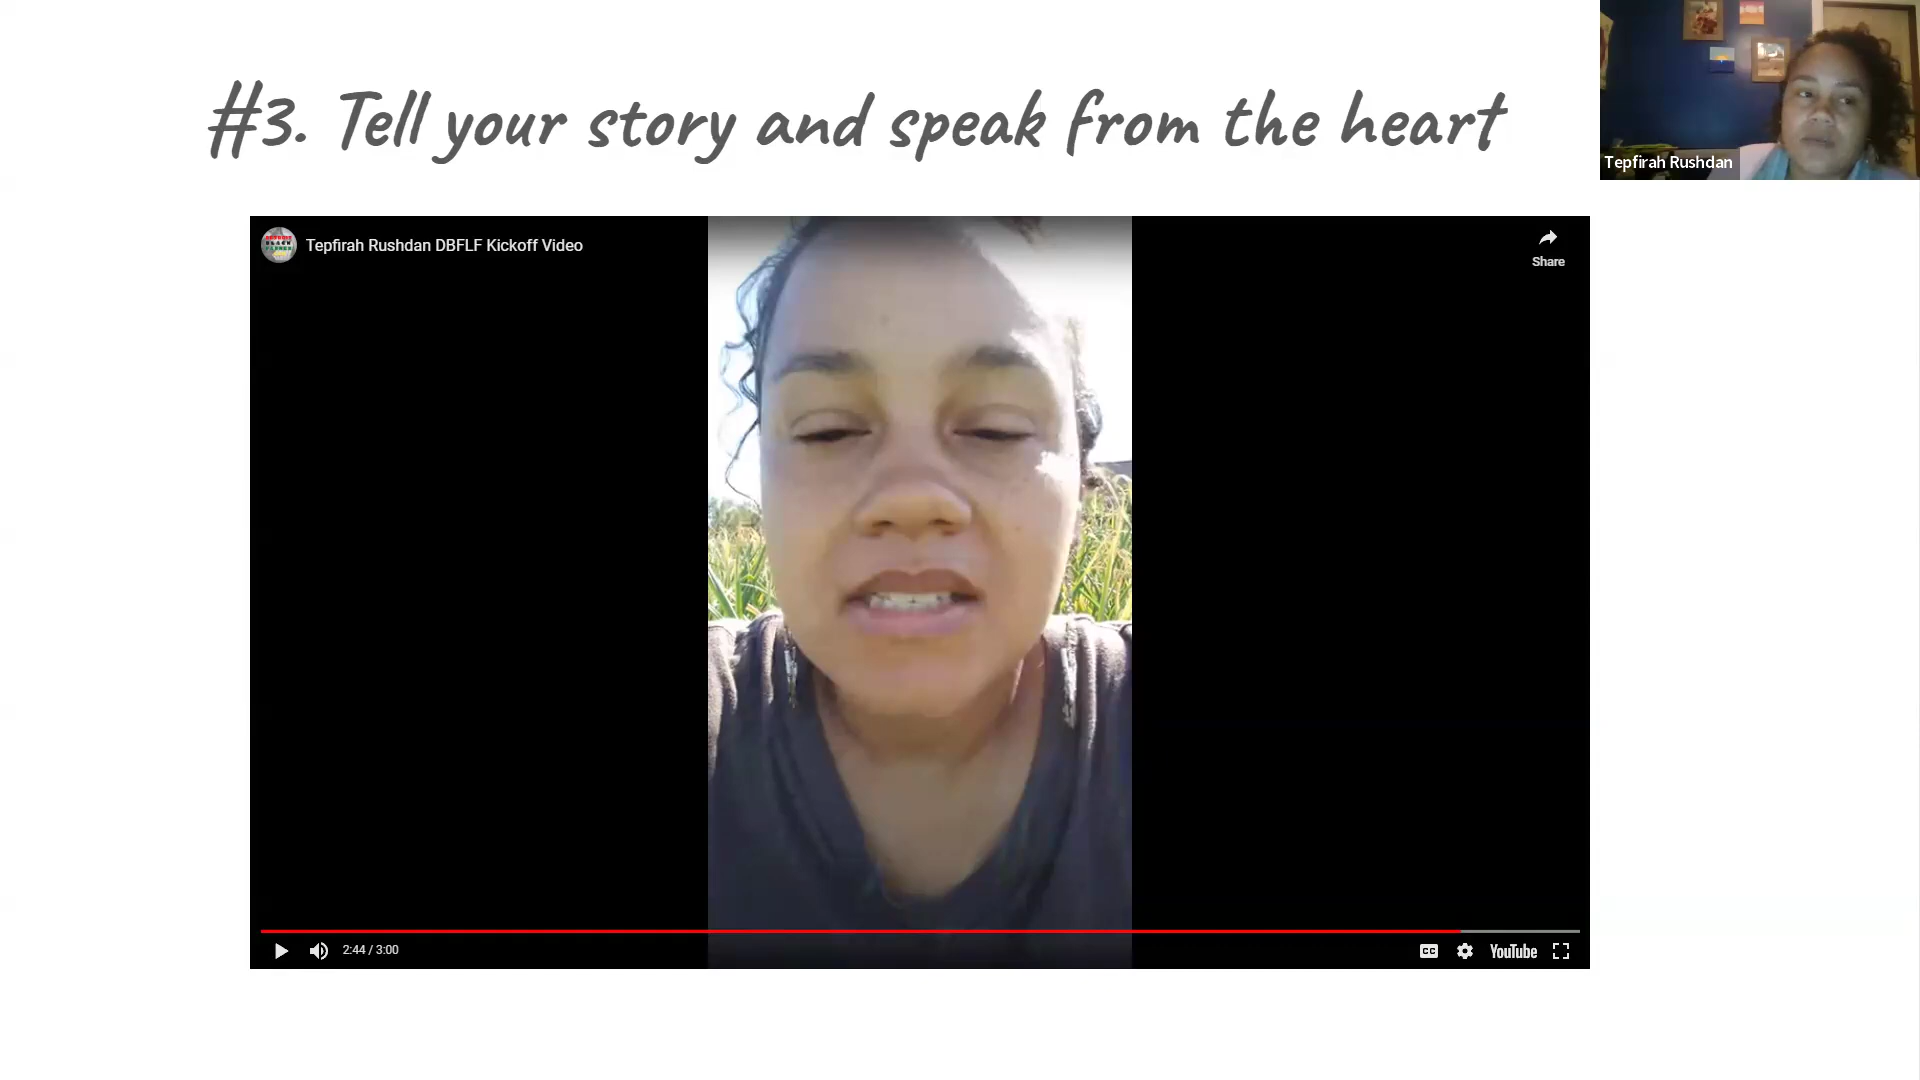 #3. Tell your story and speak from the heart
Tepfirah Rushdan
Tepfirah Rushdan DBFLF Kickoff Video
Share
2:44 / 3:00
CC
YouTube